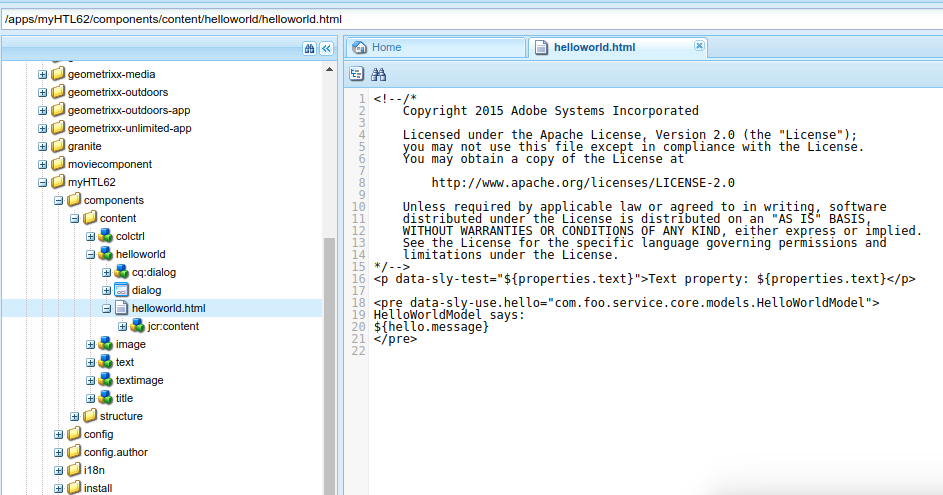 /apps/myHTL62/components/content/helloworld/helloworld.html
geometrixx-media
geometrixx-outdoors
geometrixx-outdoors-app
geometrixx-unlimited-app
granite
moviecomponent
myHTL62
components
content
colctrl
helloworld
cq:dialog
dialog
helloworld.html
jcr:content
image
text
textimage
title
structure
config
config.author
i18n
install
Home
helloworld.html
1 <!--/*
2 Copyright 2015 Adobe Systems Incorporated
3
4 Licensed under the Apache License, Version 2.0 (the "License");
5 you may not use this file except in compliance with the License.
6 You may obtain a copy of the License at
7
8 http://www.apache.org/licenses/LICENSE-2.0
9
10 Unless required by applicable law or agreed to in writing, software
11 distributed under the License is distributed on an "AS IS" BASIS,
12 WITHOUT WARRANTIES OR CONDITIONS OF ANY KIND, either express or implied.
13 See the License for the specific language governing permissions and
14 limitations under the License.
15 */-->
16 <p data-sly-test="${properties.text}">Text property: ${properties.text}</p>
17
18 <pre data-sly-use.hello="com.foo.service.core.models.HelloWorldModel">
19 HelloWorldModel says:
20 ${hello.message}
21 </pre>
22